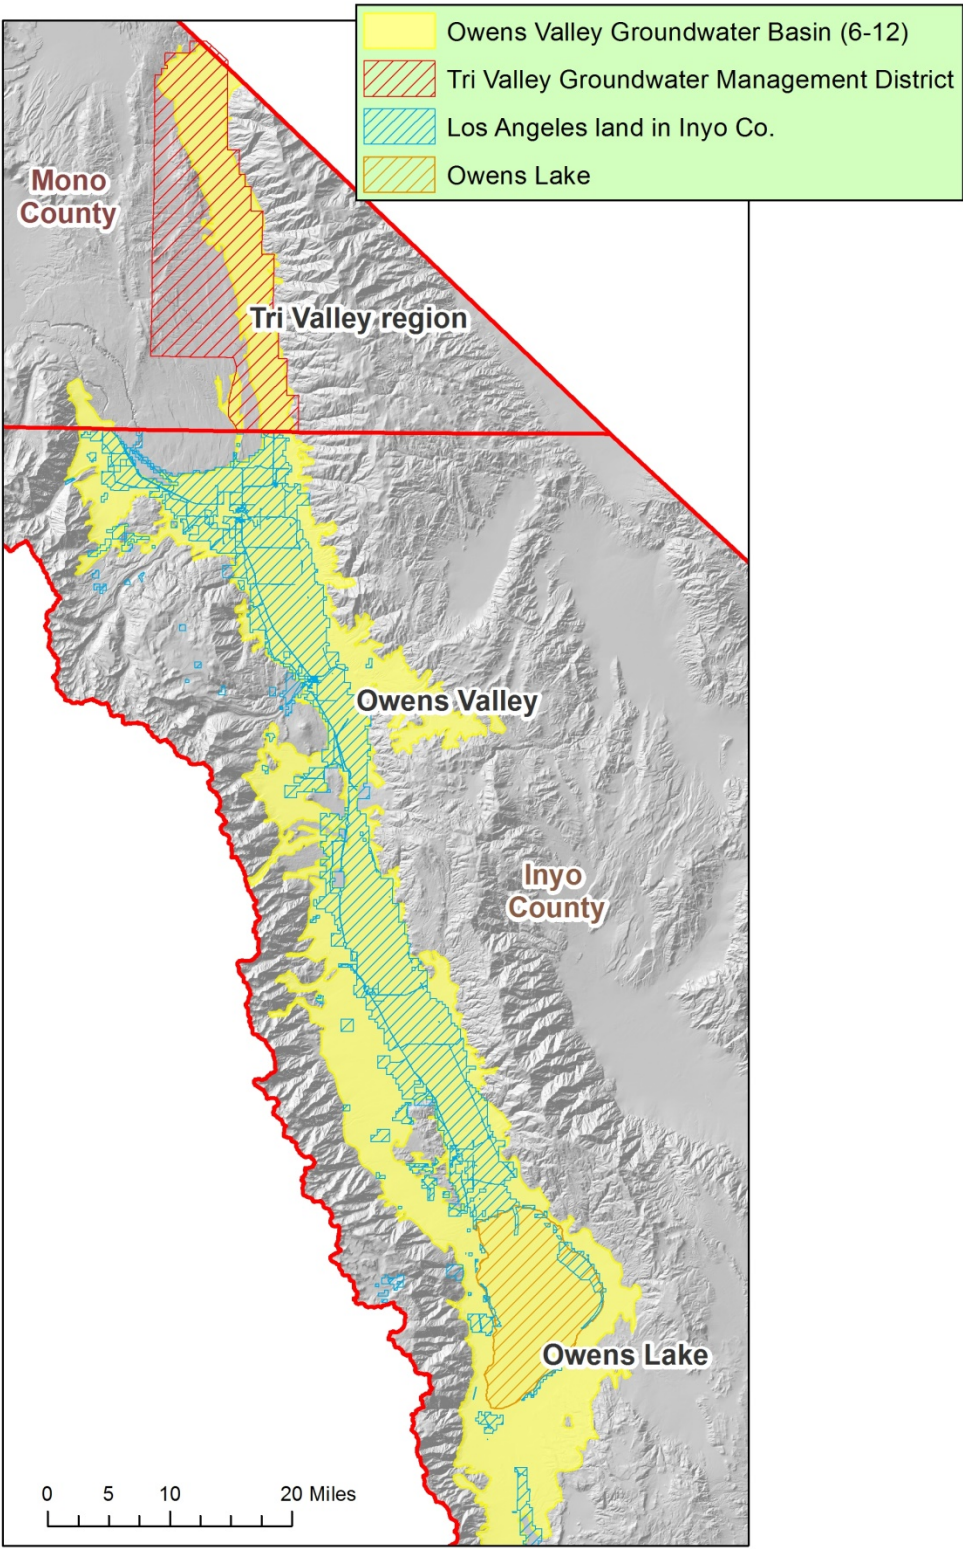 Owens Valley Groundwater Basin (6-12)
Tri Valley Groundwater Management District
Los Angeles land in Inyo Co.
Owens Lake
Mono
County
Tri Valley region
Owens Valley
Inyo
County
Owens Lake
0 5 10 20 Miles